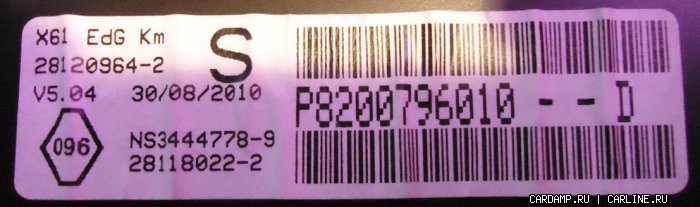 X61 EdG Km
S
28120964-2
V5.04 30/08/2010
P8200796010 - - D
096
NS3444778-9
28118022-2
CARDAMP.RU | CARLINE.RU